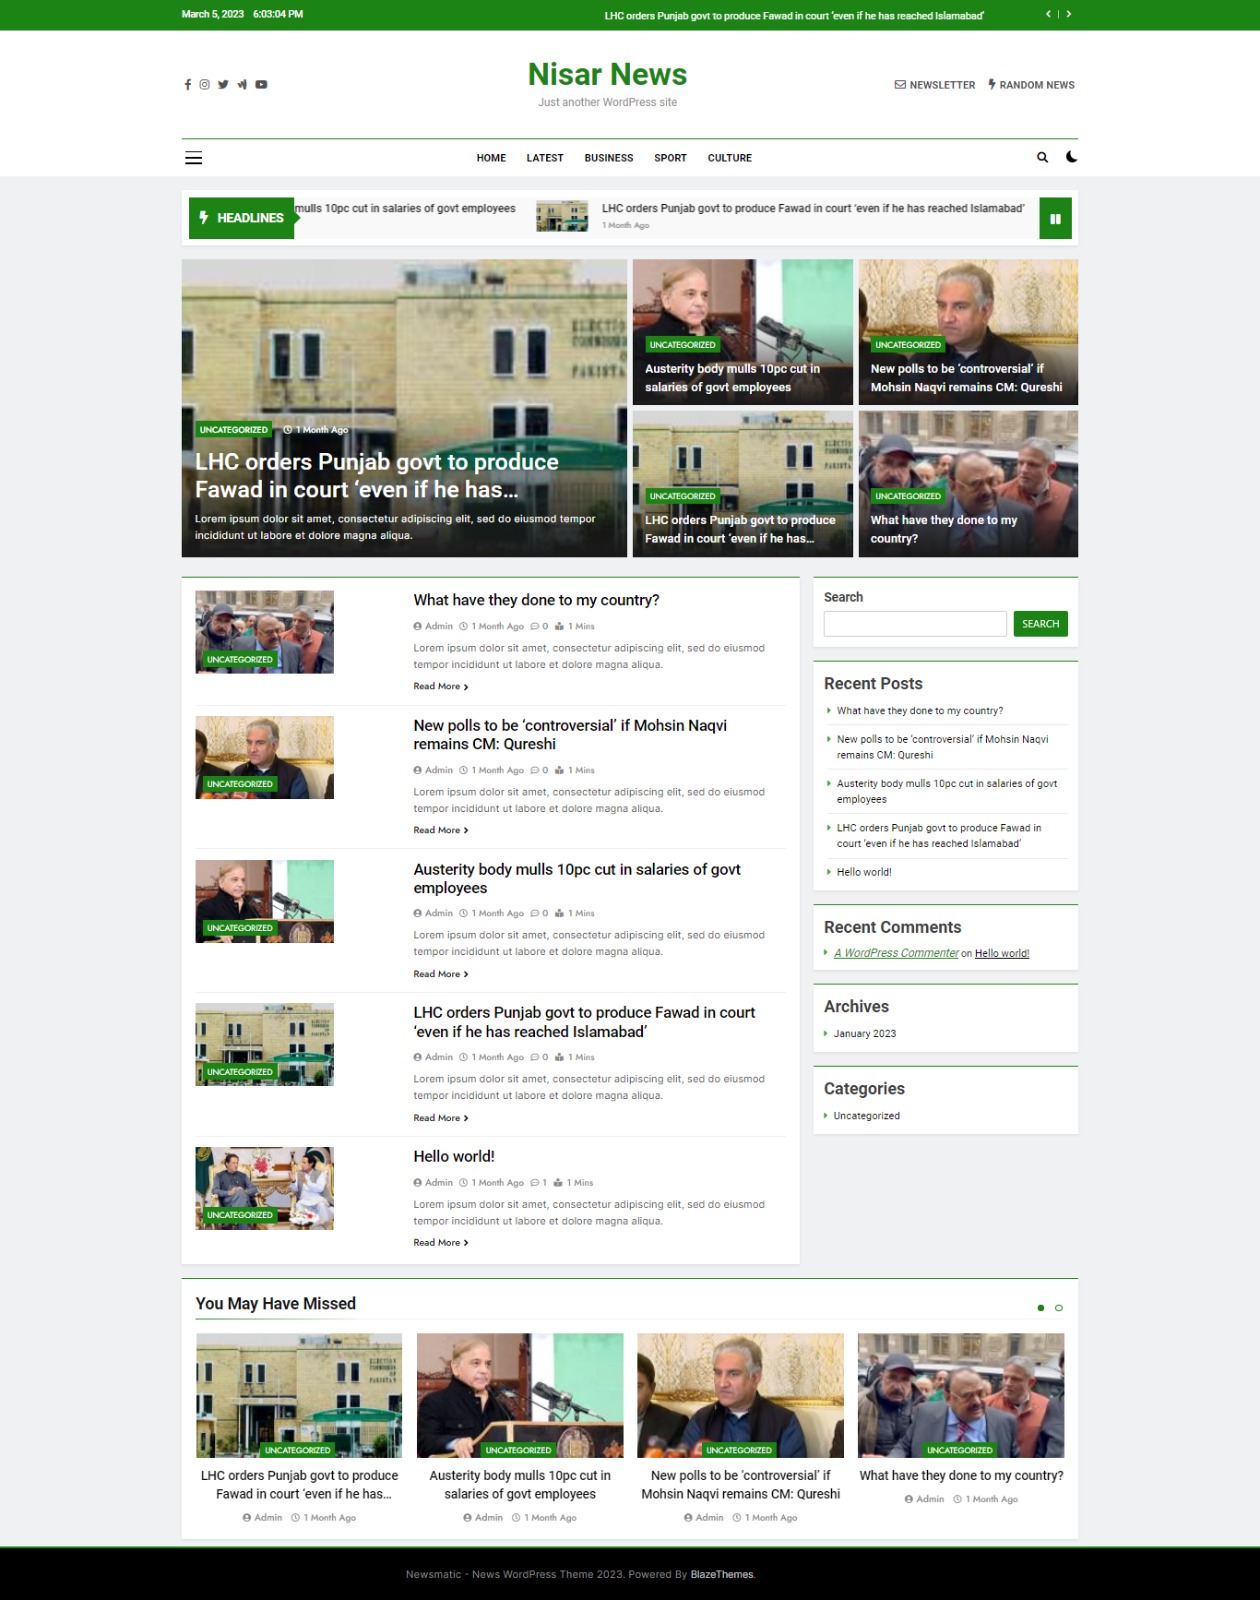 March 5, 2023 6:03:04 PM
LHC orders Punjab govt to produce Fawad in court ‘even if he has reached Islamabad’
Nisar News
Just another WordPress site
NEWSLETTER
RANDOM NEWS
HOME LATEST BUSINESS SPORT CULTURE
HEADLINES
mulls 10pc cut in salaries of govt employees
LHC orders Punjab govt to produce Fawad in court ‘even if he has reached Islamabad’
1 Month Ago
ELECTIO
COMMISSION
PAKISTA
UNCATEGORIZED 1 Month Ago
LHC orders Punjab govt to produce
Fawad in court ‘even if he has...
Lorem ipsum dolor sit amet, consectetur adipiscing elit, sed do eiusmod tempor
incididunt ut labore et dolore magna aliqua.
UNCATEGORIZED
Austerity body mulls 10pc cut in
salaries of govt employees
UNCATEGORIZED
New polls to be ‘controversial’ if
Mohsin Naqvi remains CM: Qureshi
UNCATEGORIZED
LHC orders Punjab govt to produce
Fawad in court ‘even if he has...
UNCATEGORIZED
What have they done to my
country?
UNCATEGORIZED
What have they done to my country?
Admin 1 Month Ago 0 1 Mins
Lorem ipsum dolor sit amet, consectetur adipiscing elit, sed do eiusmod
tempor incididunt ut labore et dolore magna aliqua.
Read More
UNCATEGORIZED
New polls to be ‘controversial’ if Mohsin Naqvi
remains CM: Qureshi
Admin 1 Month Ago 0 1 Mins
Lorem ipsum dolor sit amet, consectetur adipiscing elit, sed do eiusmod
tempor incididunt ut labore et dolore magna aliqua.
Read More
UNCATEGORIZED
Austerity body mulls 10pc cut in salaries of govt
employees
Admin 1 Month Ago 0 1 Mins
Lorem ipsum dolor sit amet, consectetur adipiscing elit, sed do eiusmod
tempor incididunt ut labore et dolore magna aliqua.
Read More
UNCATEGORIZED
LHC orders Punjab govt to produce Fawad in court
‘even if he has reached Islamabad’
Admin 1 Month Ago 0 1 Mins
Lorem ipsum dolor sit amet, consectetur adipiscing elit, sed do eiusmod
tempor incididunt ut labore et dolore magna aliqua.
Read More
UNCATEGORIZED
Hello world!
Admin 1 Month Ago 1 1 Mins
Lorem ipsum dolor sit amet, consectetur adipiscing elit, sed do eiusmod
tempor incididunt ut labore et dolore magna aliqua.
Read More
Search
SEARCH
Recent Posts
What have they done to my country?
New polls to be ‘controversial’ if Mohsin Naqvi
remains CM: Qureshi
Austerity body mulls 10pc cut in salaries of govt
employees
LHC orders Punjab govt to produce Fawad in
court ‘even if he has reached Islamabad’
Hello world!
Recent Comments
A WordPress Commenter on Hello world!
Archives
January 2023
Categories
Uncategorized
You May Have Missed
UNCATEGORIZED
LHC orders Punjab govt to produce
Fawad in court ‘even if he has...
Admin 1 Month Ago
UNCATEGORIZED
Austerity body mulls 10pc cut in
salaries of govt employees
Admin 1 Month Ago
UNCATEGORIZED
New polls to be ‘controversial’ if
Mohsin Naqvi remains CM: Qureshi
Admin 1 Month Ago
UNCATEGORIZED
What have they done to my country?
Admin 1 Month Ago
Newsmatic - News WordPress Theme 2023. Powered By BlazeThemes.